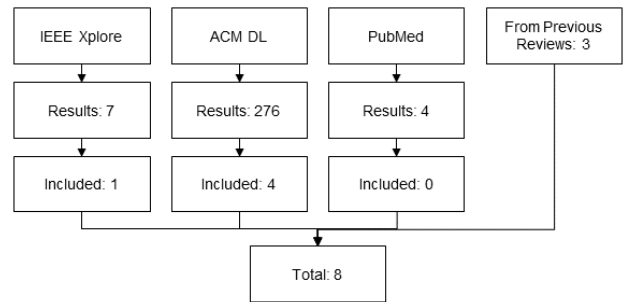 IEEE Xplore
ACM DL
PubMed
From Previous
Reviews: 3
Results: 7
Results: 276
Results: 4
Included: 1
Included: 4
Included: 0
Total: 8